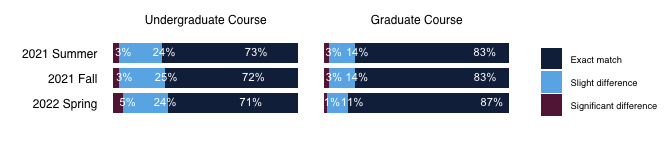 Undergraduate Course Graduate Course
2021 Summer 3% 24% 73% 3% 14% 83%
2021 Fall 3% 25% 72% 3% 14% 83%
2022 Spring 5% 24% 71% 1% 11% 87%
Exact match
Slight difference
Significant difference